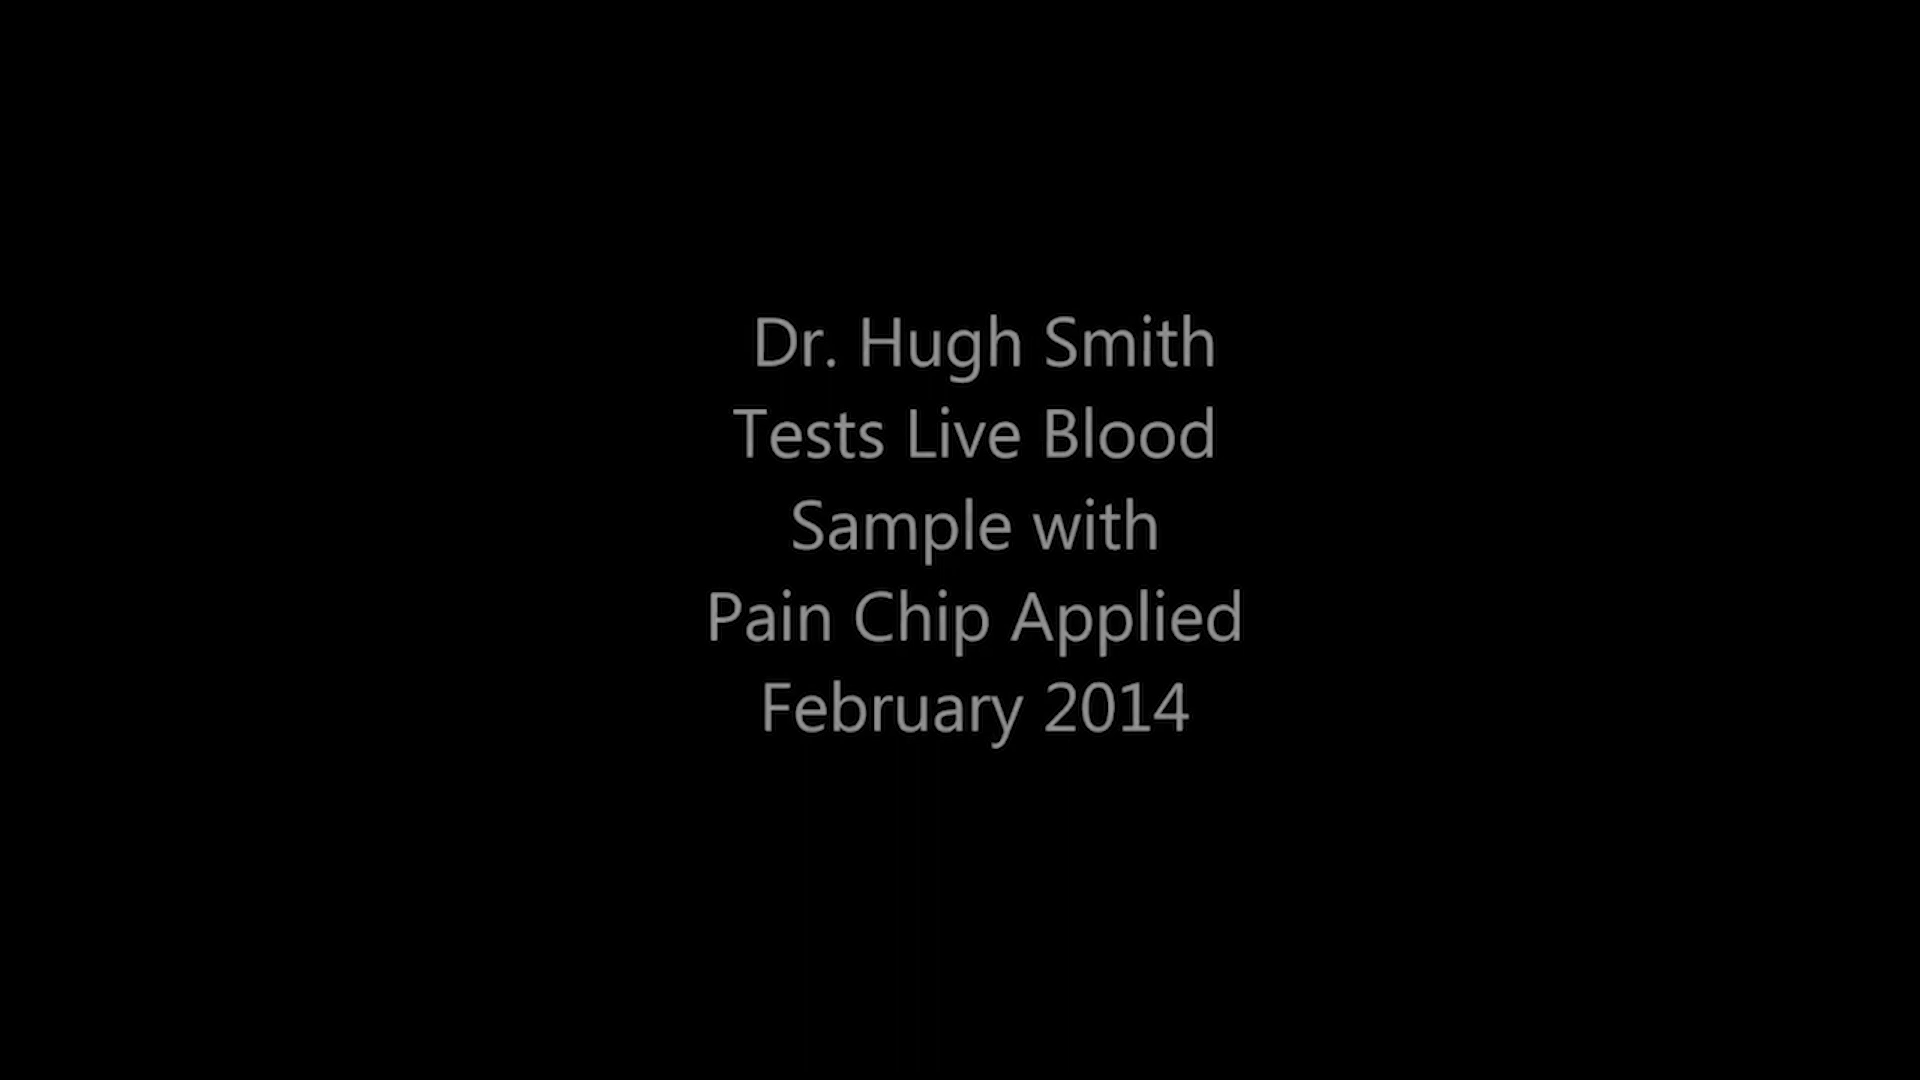 Dr. Hugh Smith
Tests Live Blood
Sample with
Pain Chip Applied
February 2014